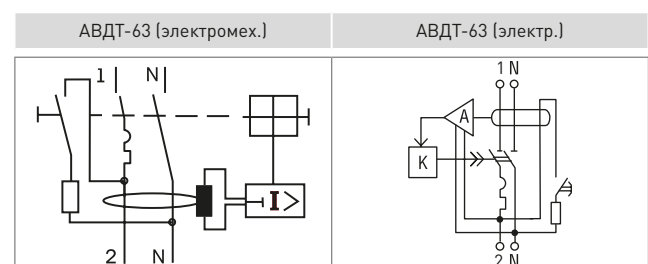 АВДТ-63 (электромех.)
АВДТ-63 (электр.)
1 N
I>
2 N
1 N
A
K
2 N